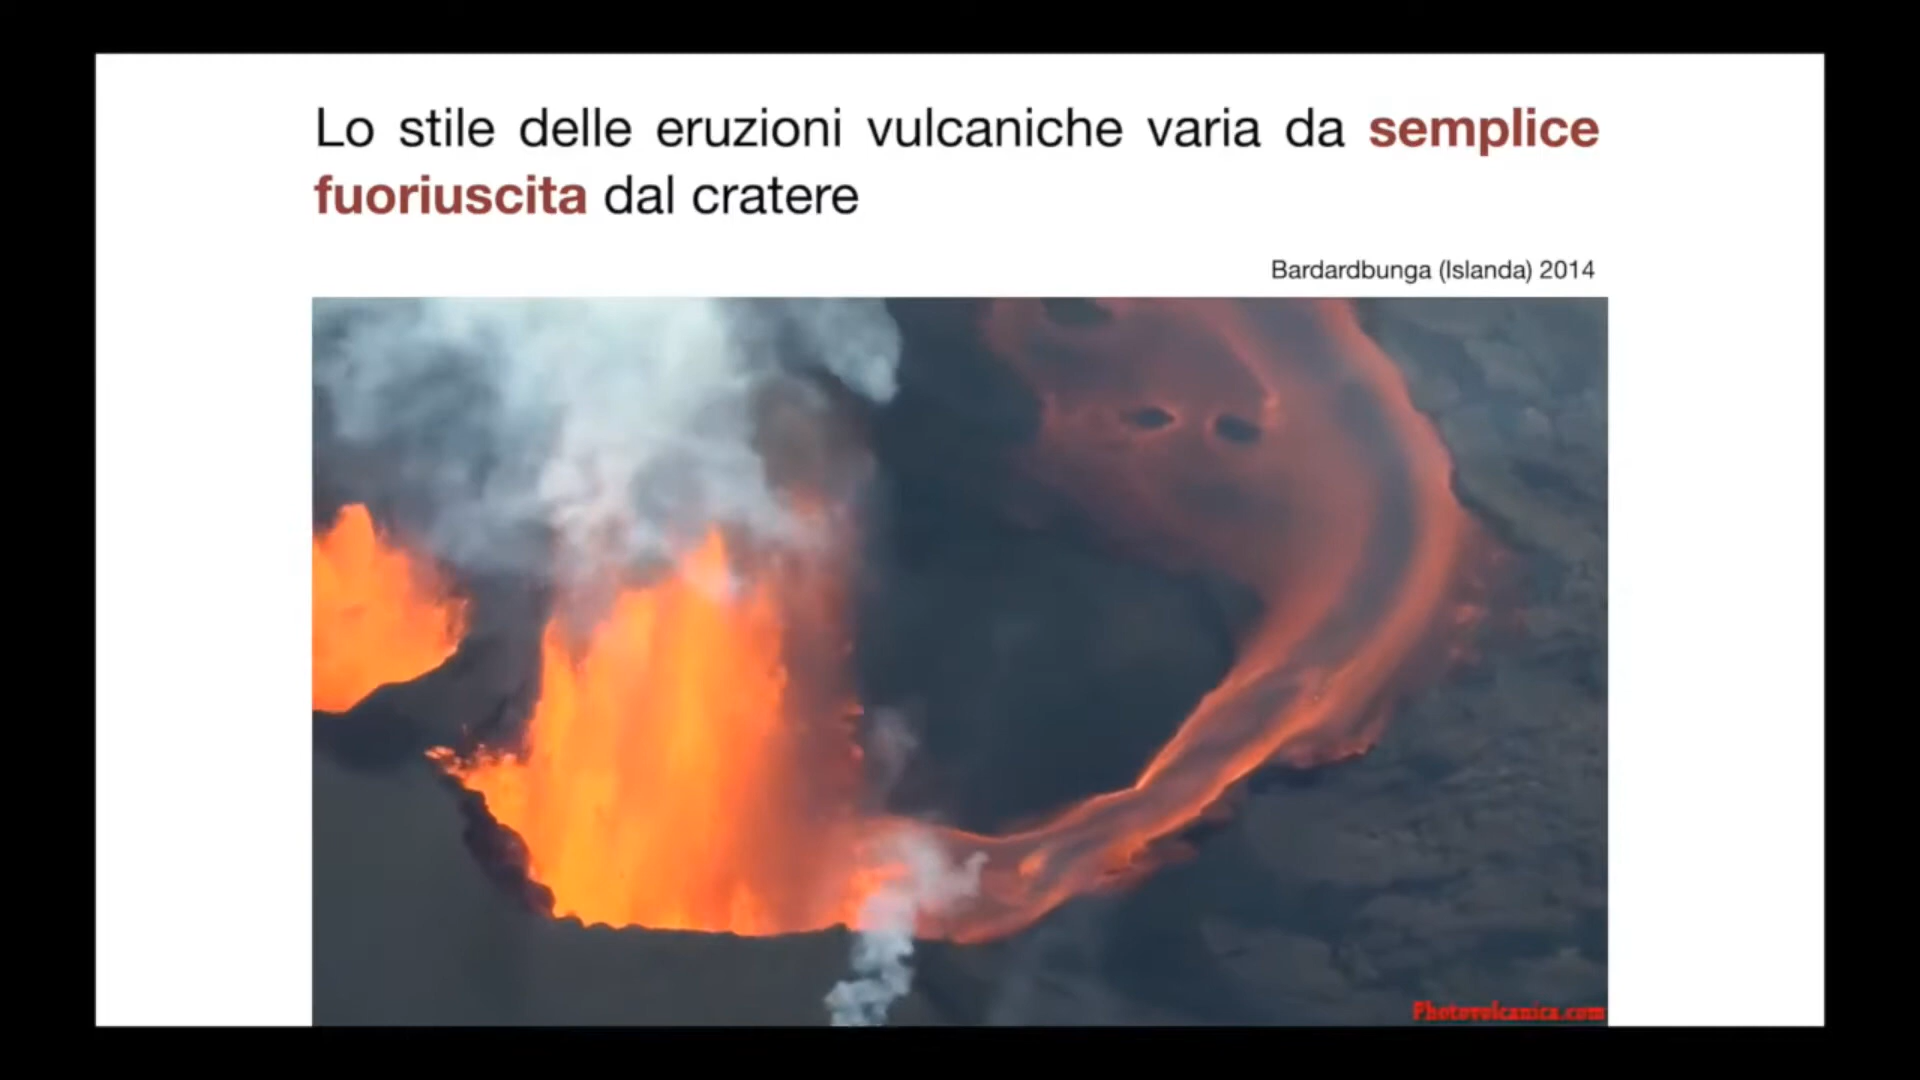 Lo stile delle eruzioni vulcaniche varia da semplice
fuoriuscita dal cratere
Bardardbunga (Islanda) 2014
Photovolcanica.com